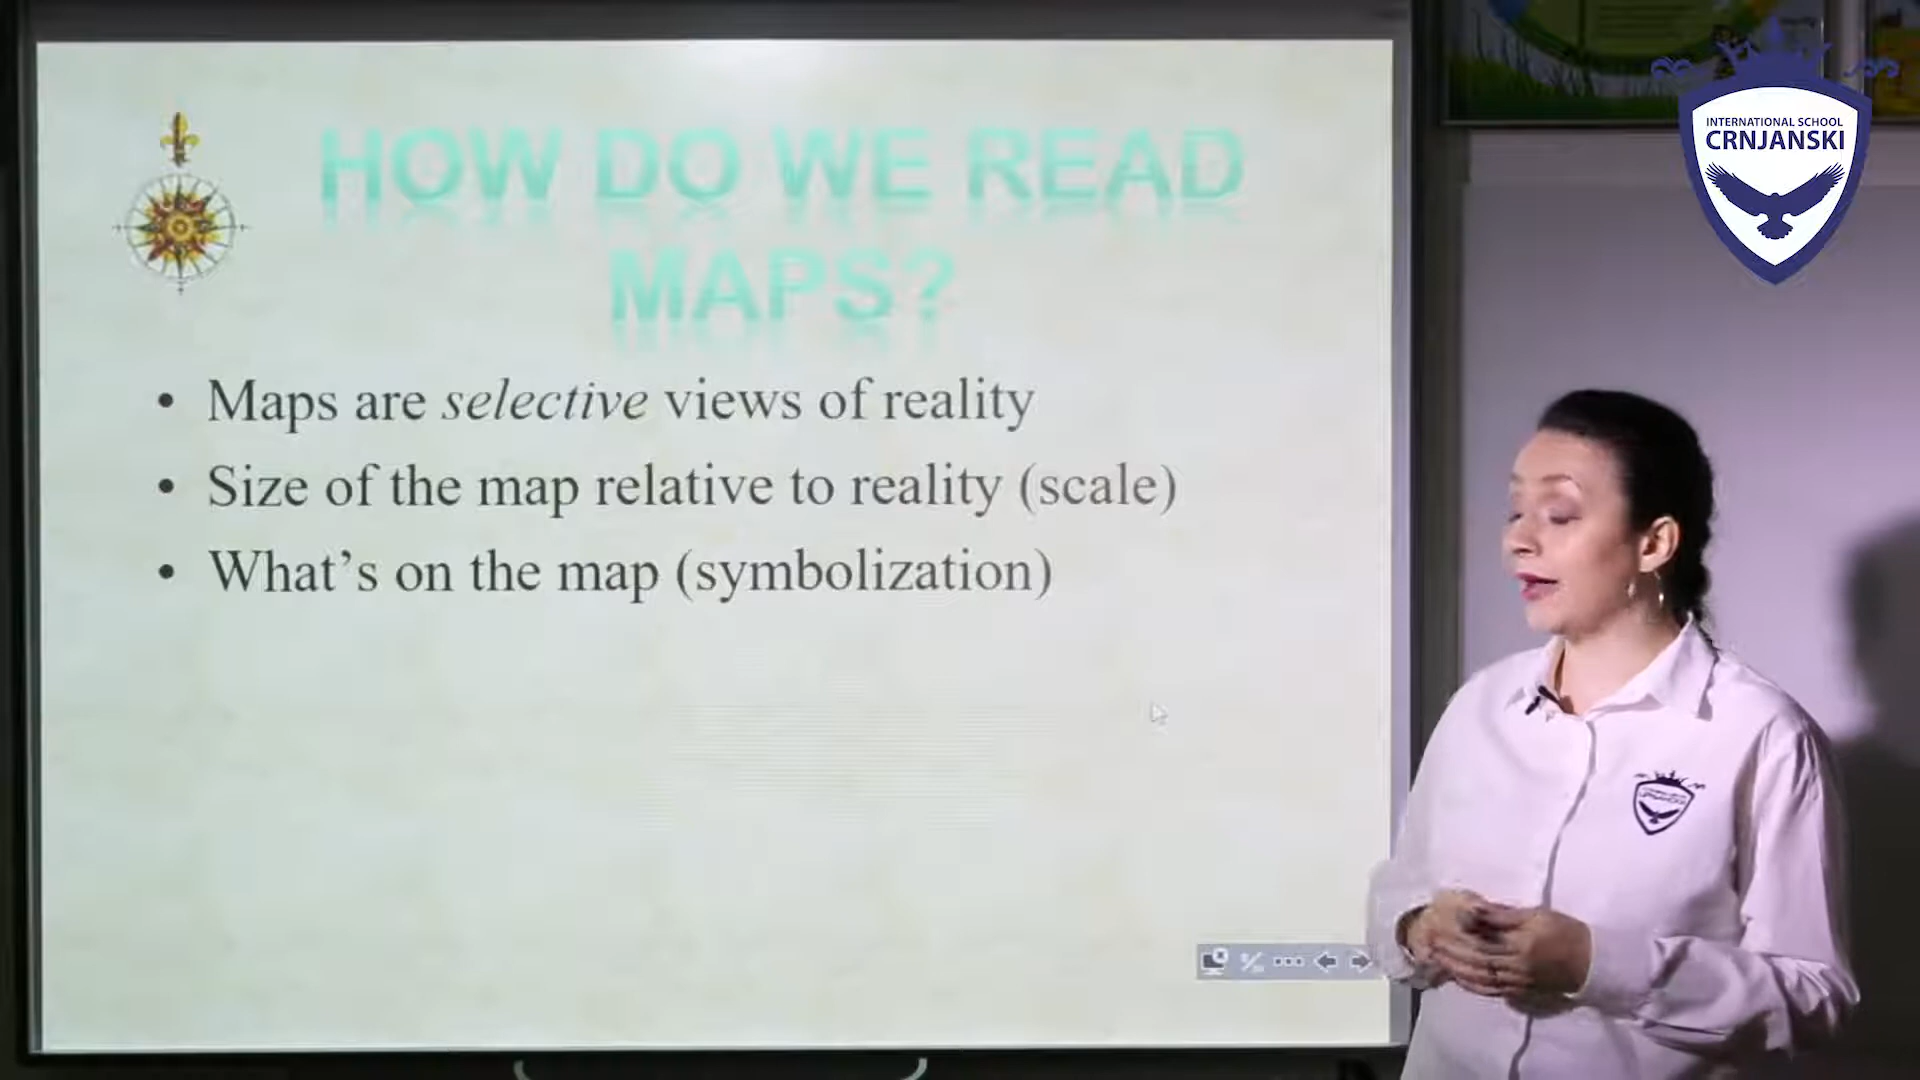 HOW DO WE READ
MAPS?
• Maps are selective views of reality
• Size of the map relative to reality (scale)
• What’s on the map (symbolization)
INTERNATIONAL SCHOOL
CRNJANSKI